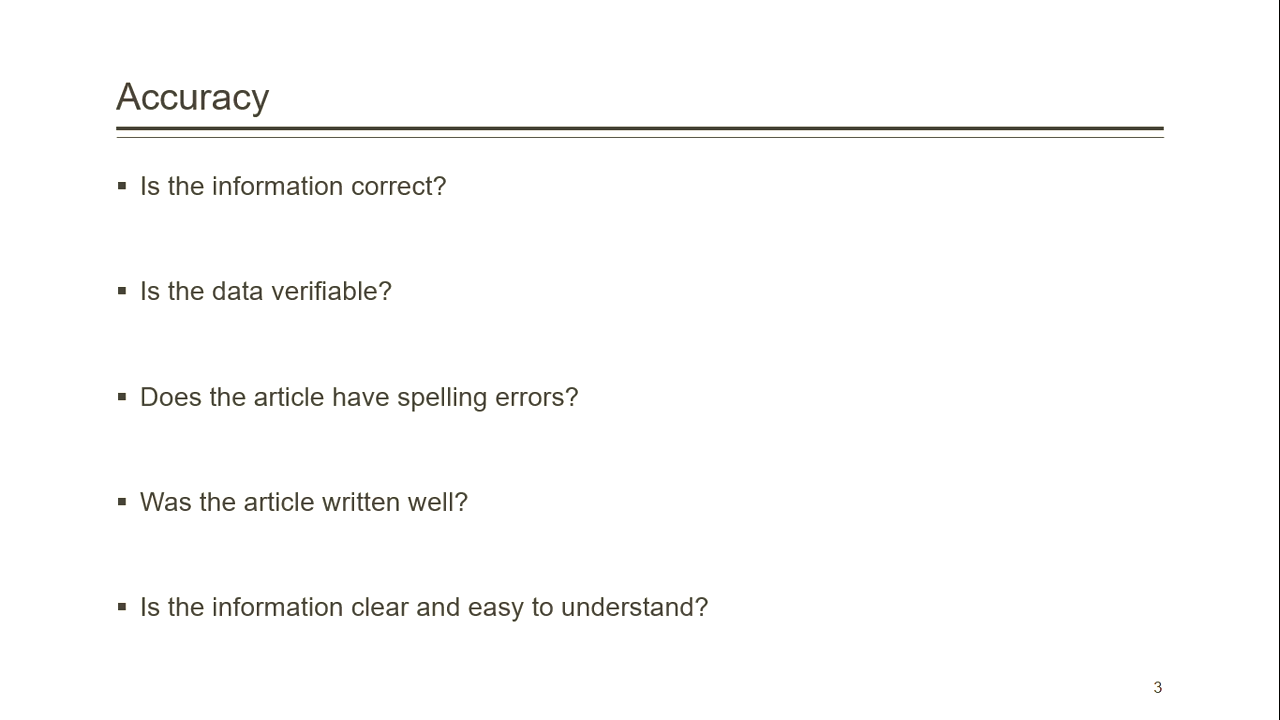 Accuracy
▪ Is the information correct?
▪ Is the data verifiable?
▪ Does the article have spelling errors?
▪ Was the article written well?
▪ Is the information clear and easy to understand?
3